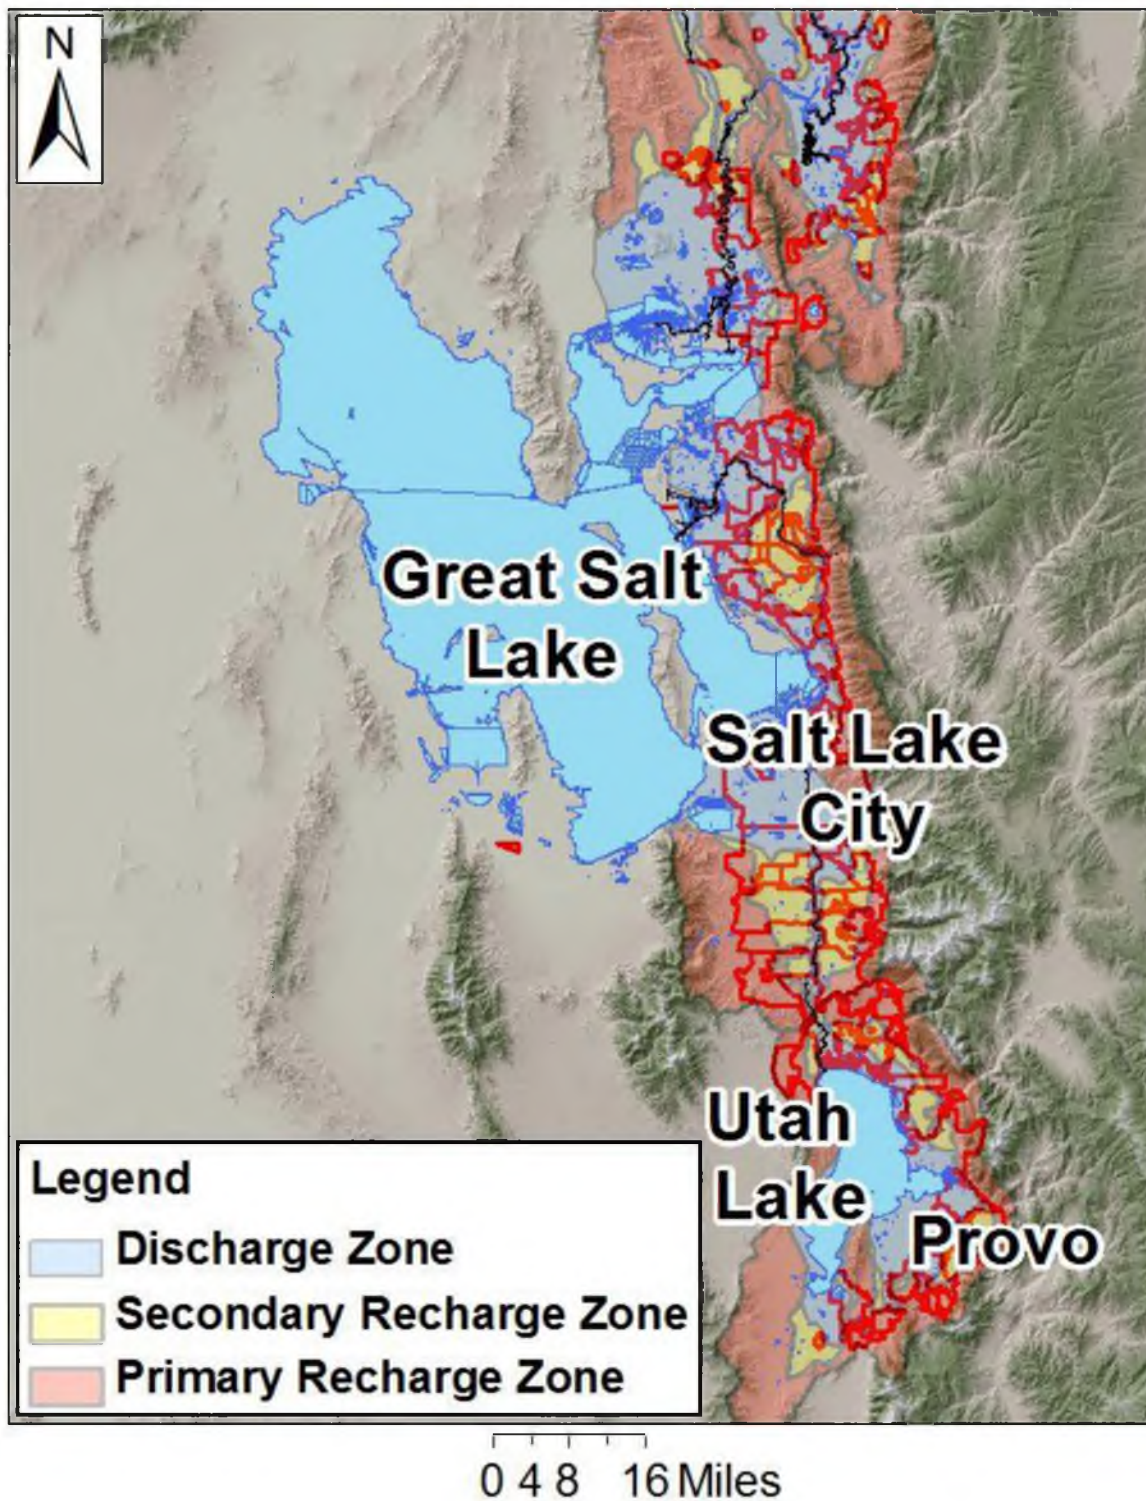 N
Great Salt
Lake
Salt Lake
City
Utah
Lake
Provo
Legend
Discharge Zone
Secondary Recharge Zone
Primary Recharge Zone
0 4 8 16 Miles